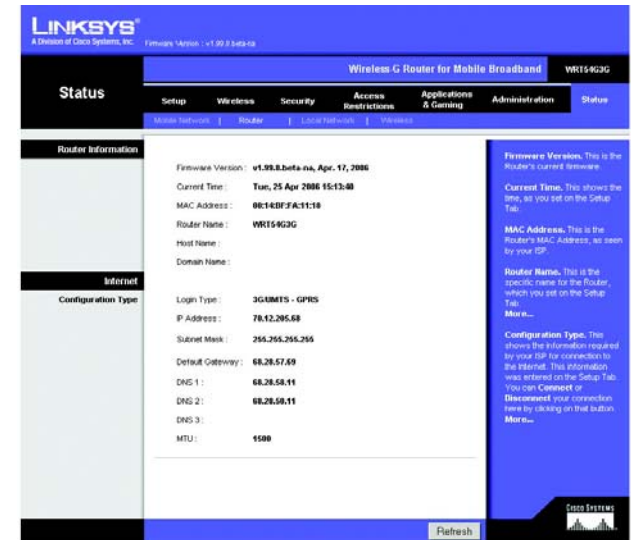 LINKSYS®
A Division of Cisco Systems, Inc.
Firmware Version : v1.99.8.beta-na
Wireless-G Router for Mobile Broadband
WRT54G3G
Status
Setup
Wireless
Security
Access Restrictions
Applications & Gaming
Administration
Status
Mobile Network | Router | Local Network | Wireless
Router Information
Firmware Version : v1.99.8.beta-na, Apr. 17, 2006
Current Time : Tue, 25 Apr 2006 15:13:40
MAC Address : 00:14:BF:FA:11:10
Router Name : WRT54G3G
Host Name :
Domain Name :
Internet
Configuration Type
Login Type : 3G/UMTS - GPRS
IP Address : 70.12.205.68
Subnet Mask : 255.255.255.255
Default Gateway : 68.28.57.69
DNS 1 : 68.28.58.11
DNS 2 : 68.28.50.11
DNS 3 :
MTU : 1500
Firmware Version. This is the
Router's current firmware.
Current Time. This shows the
time, as you set on the Setup
Tab.
MAC Address. This is the
Router's MAC Address, as seen
by your ISP.
Router Name. This is the
specific name for the Router,
which you set on the Setup
Tab.
More...
Configuration Type. This
shows the information required
by your ISP for connection to
the Internet. This information
was entered on the Setup Tab.
You can Connect or
Disconnect your connection
here by clicking on that button.
More...
Refresh
CISCO SYSTEMS